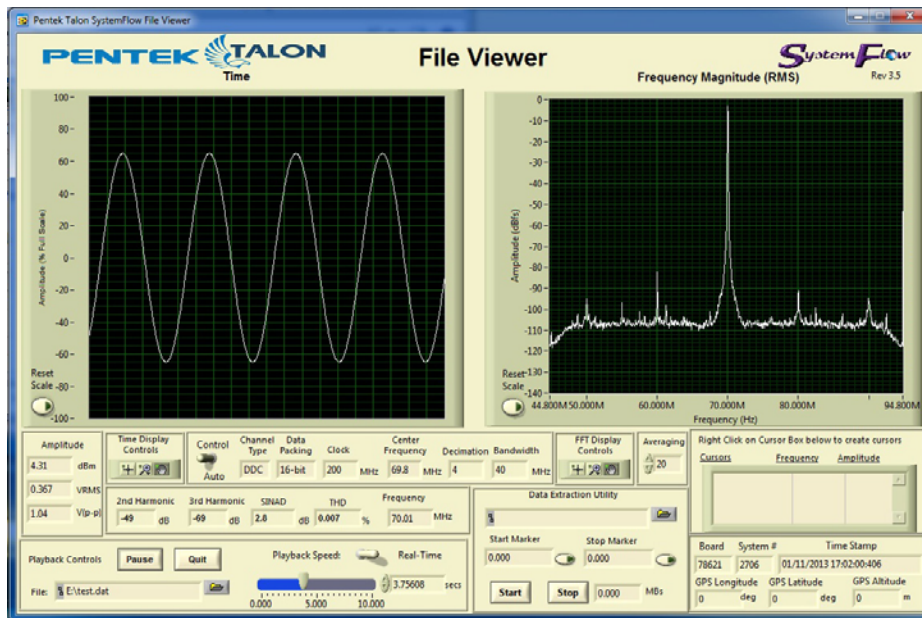 Pentek Talon SystemFlow File Viewer
PENTEK TALON
File Viewer
SystemFlow
Rev 3.5
Time
Frequency Magnitude (RMS)
Amplitude (% Full Scale)
100
80
60
40
20
0
-20
-40
-60
-80
-100
Reset
Scale
Amplitude (dBfs)
0
-10
-20
-30
-40
-50
-60
-70
-80
-90
-100
-110
-120
-130
-140
Reset
Scale
44.800M 50.000M 60.000M 70.000M 80.000M 94.800M
Frequency (Hz)
Amplitude
4.31 dBm
0.367 VRMS
1.04 V(p-p)
Time Display
Controls
Control
Auto
Channel
Type
DDC
Data
Packing
16-bit
Clock
200 MHz
Center
Frequency
69.8 MHz
Decimation
4
Bandwidth
40 MHz
FFT Display
Controls
Averaging
20
2nd Harmonic
-49 dB
3rd Harmonic
-69 dB
SINAD
2.8 dB
THD
0.007 %
Frequency
70.01 MHz
Right Click on Cursor Box below to create cursors
Cursors Frequency Amplitude
Data Extraction Utility
Start Marker
0.000
Stop Marker
0.000
Start
Stop
0.000 MBs
Playback Controls
Pause
Quit
Playback Speed:
Real-Time
0.000 5.000 10.000
3.75608 secs
File:
E:\test.dat
Board System # Time Stamp
78621 2706 01/11/2013 17:02:00:406
GPS Longitude GPS Latitude GPS Altitude
0 deg 0 deg 0 m